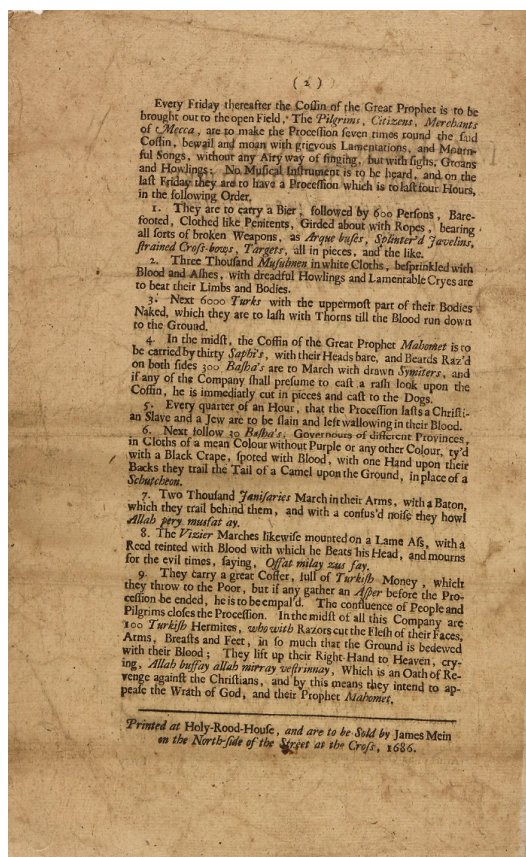 ( 2 )
Every Friday thereafter the Coffin of the Great Prophet is to be
brought out to the open Field, The Pilgrims, Citizens, Merchants
of Mecca, are to make the Procession seven times round the said
Coffin, bewail and moan with grievous Lamentations, and Mourn-
ful Songs, without any Airy way of singing, but with sighs, Groans
and Howlings: No Musical Instrument is to be heard, and on the
last Friday they are to have a Procession which is to last four Hours,
in the following Order,
1. They are to carry a Bier, followed by 600 Persons, Bare-
footed, Clothed like Penitents, Girded about with Ropes, bearing
all sorts of broken Weapons, as Arque buses, Splinter'd Javelins,
strained Cross-bows, Targets, all in pieces, and the like.
2. Three Thousand Musulmen in white Cloths, besprinkled with
Blood and Ashes, with dreadful Howlings and Lamentable Cryes are
to beat their Limbs and Bodies.
3. Next 6000 Turks with the uppermost part of their Bodies
Naked, which they are to lash with Thorns till the Blood run down
to the Ground.
4. In the midst, the Coffin of the Great Prophet Mahomet is to
be carried by thirty Saphi's, with their Heads bare, and Beards Raz'd
on both sides 300 Basha's are to March with drawn Symiters, and
if any of the Company shall presume to cast a rash look upon the
Coffin, he is immediatly cut in pieces and cast to the Dogs.
5. Every quarter of an Hour, that the Procession lasts a Christi-
an Slave and a Jew are to be slain and left wallowing in their Blood.
6. Next follow 20 Basha's, Governours of different Provinces,
in Cloths of a mean Colour without Purple or any other Colour, ty'd
with a Black Crape, spoted with Blood, with one Hand upon their
Backs they trail the Tail of a Camel upon the Ground, in place of a
Schutcheon.
7. Two Thousand Janisaries March in their Arms, with a Baton,
which they trail behind them, and with a confus'd noise they howl
Allah pery musfat ay.
8. The Vizier Marches likewise mounted on a Lame Ass, with a
Reed teinted with Blood with which he Beats his Head, and mourns
for the evil times, saying, Offat milay zus fay.
9. They carry a great Coffer, full of Turkish Money, which
they throw to the Poor, but if any gather an Asper before the Pro-
cession be ended, he is to be empal'd. The confluence of People and
Pilgrims closes the Procession. In the midst of all this Company are
100 Turkish Hermites, who with Razors cut the Flesh of their Faces,
Arms, Breasts and Feet, in so much that the Ground is bedewed
with their Blood; They lift up their Right-Hand to Heaven, cry-
ing, Allah buffay allah mirray vestrinnay, Which is an Oath of Re-
venge against the Christians, and by this means they intend to ap-
pease the Wrath of God, and their Prophet Mahomet.
Printed at Holy-Rood-House, and are to be Sold by James Mein
on the North-side of the Street at the Cross, 1686.